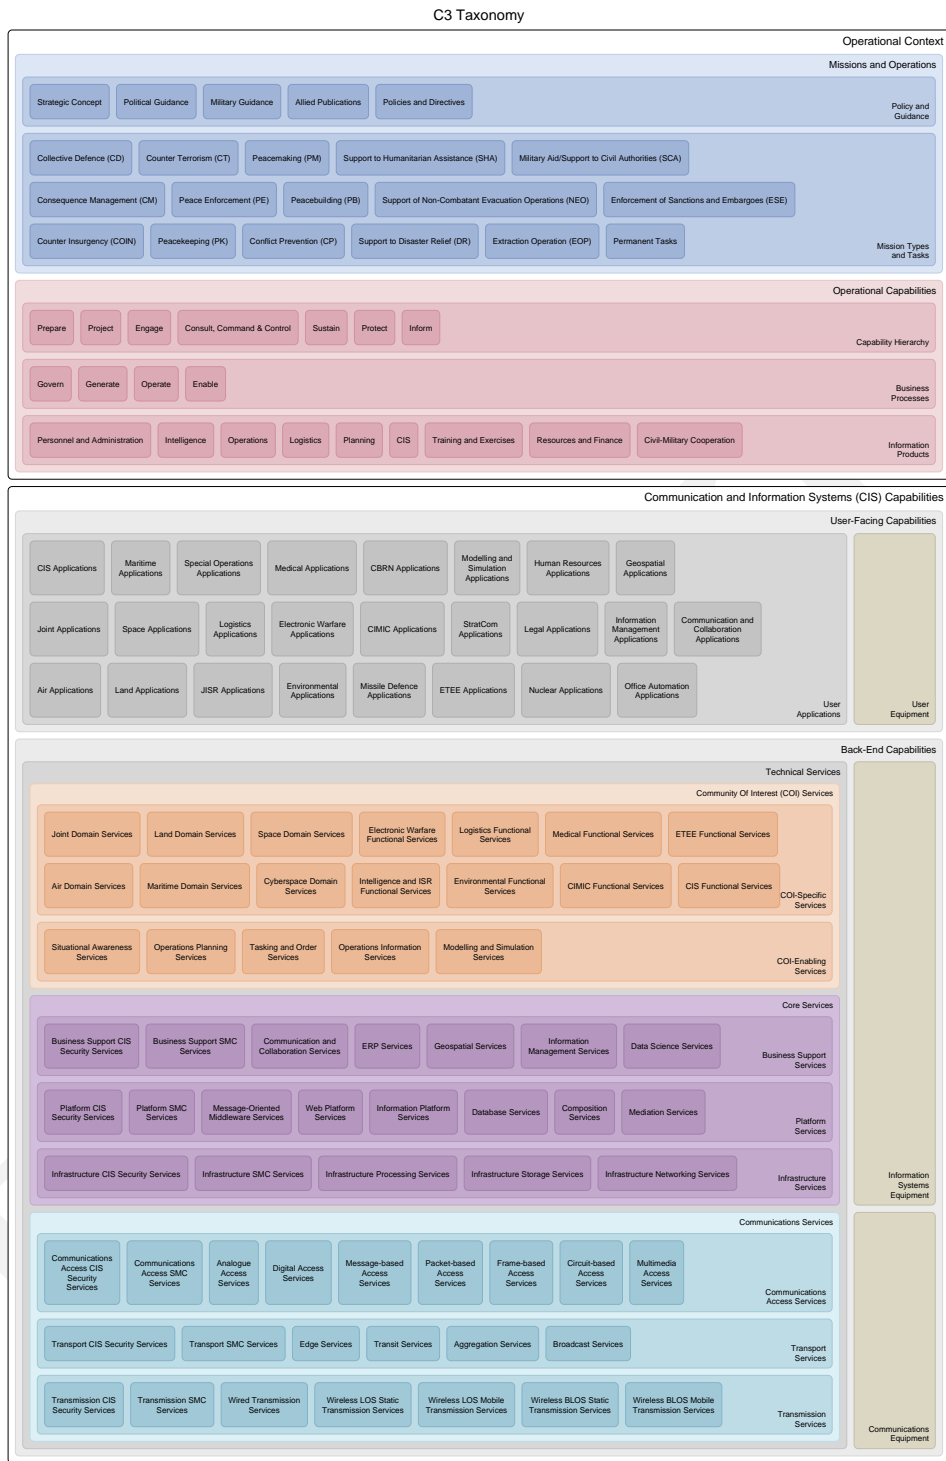 C3 Taxonomy
Operational Context
Missions and Operations
Strategic Concept
Political Guidance
Military Guidance
Allied Publications
Policies and Directives
Policy and
Guidance
Collective Defence (CD)
Counter Terrorism (CT)
Peacemaking (PM)
Support to Humanitarian Assistance (SHA)
Military Aid/Support to Civil Authorities (SCA)
Consequence Management (CM)
Peace Enforcement (PE)
Peacebuilding (PB)
Support of Non-Combatant Evacuation Operations (NEO)
Enforcement of Sanctions and Embargoes (ESE)
Counter Insurgency (COIN)
Peacekeeping (PK)
Conflict Prevention (CP)
Support to Disaster Relief (DR)
Extraction Operation (EOP)
Permanent Tasks
Mission Types
and Tasks
Operational Capabilities
Prepare
Project
Engage
Consult, Command & Control
Sustain
Protect
Inform
Capability Hierarchy
Govern
Generate
Operate
Enable
Business
Processes
Personnel and Administration
Intelligence
Operations
Logistics
Planning
CIS
Training and Exercises
Resources and Finance
Civil-Military Cooperation
Information
Products
Communication and Information Systems (CIS) Capabilities
User-Facing Capabilities
CIS Applications
Maritime
Applications
Special Operations
Applications
Medical Applications
CBRN Applications
Modelling and
Simulation
Applications
Human Resources
Applications
Geospatial
Applications
Joint Applications
Space Applications
Logistics
Applications
Electronic Warfare
Applications
CIMIC Applications
StratCom
Applications
Legal Applications
Information
Management
Applications
Communication and
Collaboration
Applications
Air Applications
Land Applications
JISR Applications
Environmental
Applications
Missile Defence
Applications
ETEE Applications
Nuclear Applications
Office Automation
Applications
User
Applications
User
Equipment
Back-End Capabilities
Technical Services
Community Of Interest (COI) Services
Joint Domain Services
Land Domain Services
Space Domain Services
Electronic Warfare
Functional Services
Logistics Functional
Services
Medical Functional Services
ETEE Functional Services
Air Domain Services
Maritime Domain Services
Cyberspace Domain
Services
Intelligence and ISR
Functional Services
Environmental Functional
Services
CIMIC Functional Services
CIS Functional Services
COI-Specific
Services
Situational Awareness
Services
Operations Planning
Services
Tasking and Order
Services
Operations Information
Services
Modelling and Simulation
Services
COI-Enabling
Services
Core Services
Business Support CIS
Security Services
Business Support SMC
Services
Communication and
Collaboration Services
ERP Services
Geospatial Services
Information
Management Services
Data Science Services
Business Support
Services
Platform CIS
Security Services
Platform SMC
Services
Message-Oriented
Middleware Services
Web Platform
Services
Information Platform
Services
Database Services
Composition
Services
Mediation Services
Platform
Services
Infrastructure CIS Security Services
Infrastructure SMC Services
Infrastructure Processing Services
Infrastructure Storage Services
Infrastructure Networking Services
Infrastructure
Services
Information
Systems
Equipment
Communications Services
Communications
Access CIS
Security
Services
Communications
Access SMC
Services
Analogue
Access
Services
Digital Access
Services
Message-based
Access
Services
Packet-based
Access
Services
Frame-based
Access
Services
Circuit-based
Access
Services
Multimedia
Access
Services
Communications
Access Services
Transport CIS Security Services
Transport SMC Services
Edge Services
Transit Services
Aggregation Services
Broadcast Services
Transport
Services
Transmission CIS
Security Services
Transmission SMC
Services
Wired Transmission
Services
Wireless LOS Static
Transmission Services
Wireless LOS Mobile
Transmission Services
Wireless BLOS Static
Transmission Services
Wireless BLOS Mobile
Transmission Services
Transmission
Services
Communications
Equipment